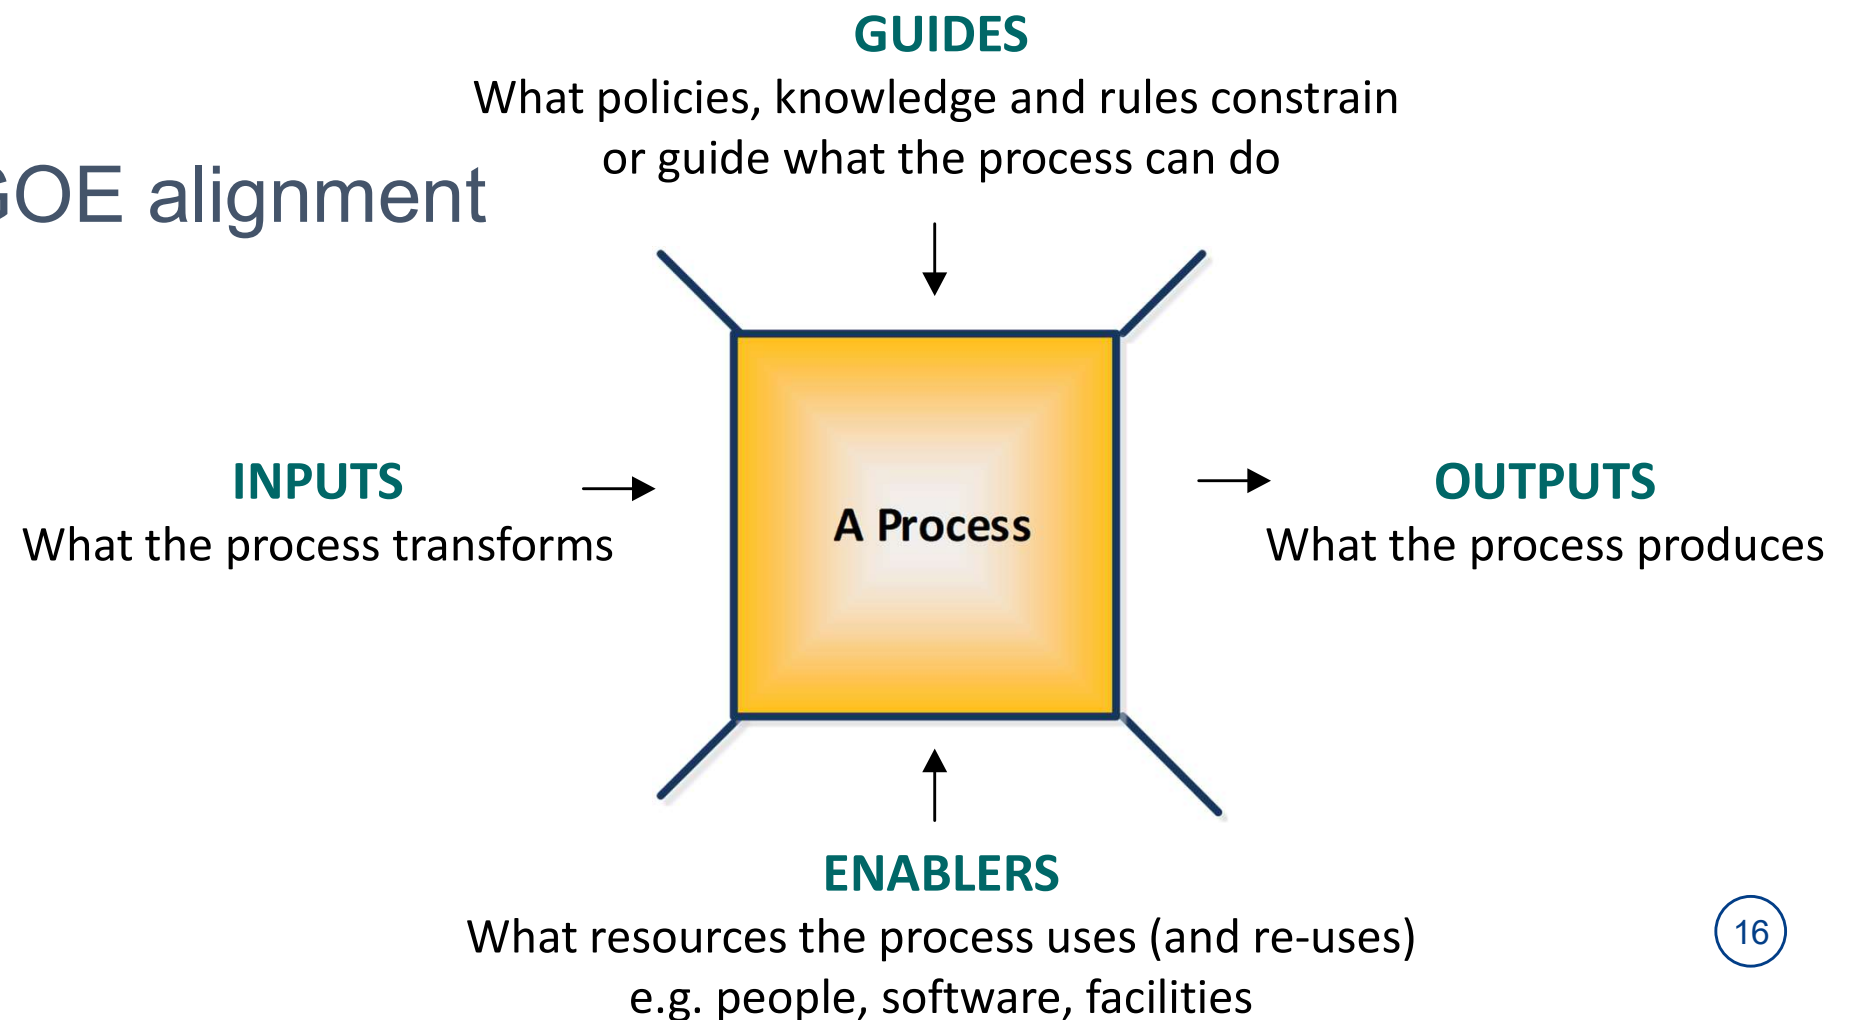 GUIDES
What policies, knowledge and rules constrain
or guide what the process can do
GOE alignment
INPUTS
What the process transforms
A Process
OUTPUTS
What the process produces
ENABLERS
What resources the process uses (and re-uses)
e.g. people, software, facilities
16